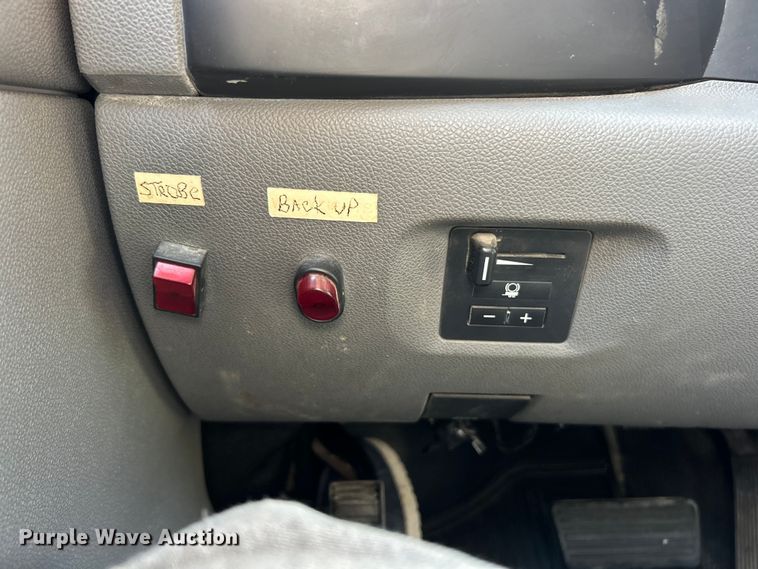 STROBE
BACK UP
- +
Purple Wave Auction